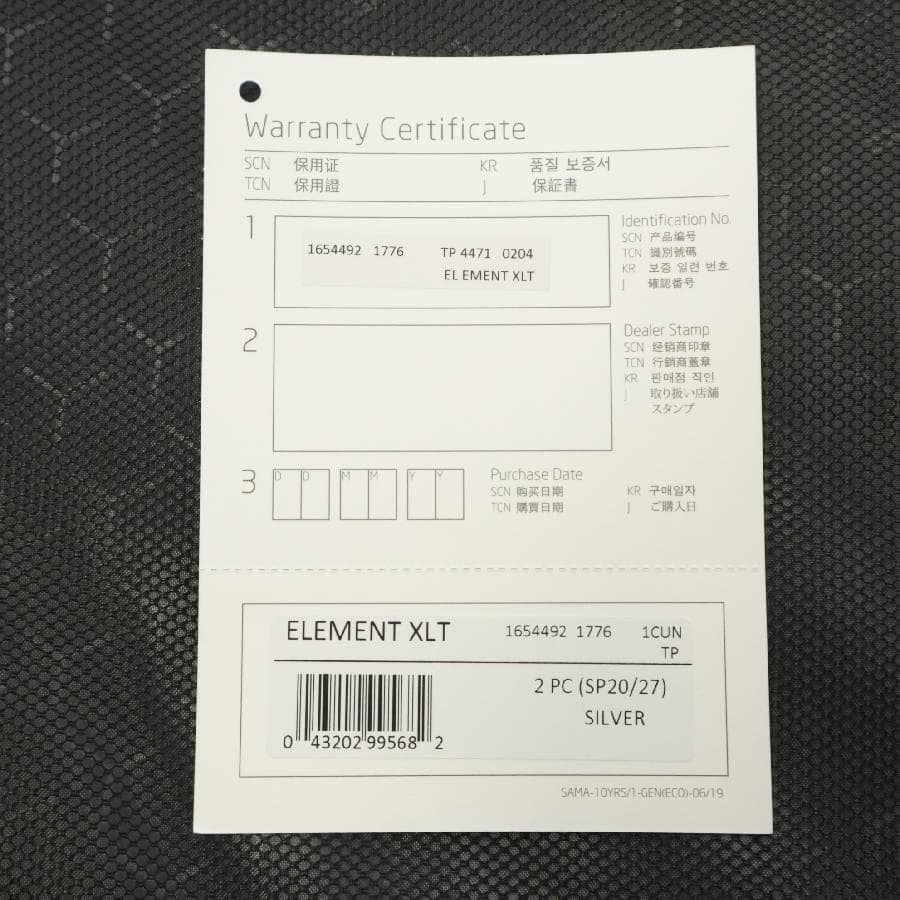 Warranty Certificate
SCN 保用证 KR 품질 보증서
TCN 保用證 J 保証書
1
1654492 1776 TP 4471 0204
EL EMENT XLT
Identification No.
SCN 产品编号
TCN 識別號碼
KR 보증 일련 번호
J 確認番号
2
Dealer Stamp
SCN 经销商印章
TCN 行銷商蓋章
KR 판매점 직인
J 取り扱い店舗
スタンプ
3
D D M M Y Y
Purchase Date
SCN 购买日期 KR 구매일자
TCN 購買日期 J ご購入日
ELEMENT XLT 1654492 1776 1CUN
TP
2 PC (SP20/27)
SILVER
0 43202 99568 2
SAMA-10YRS/1-GEN(ECO)-06/19